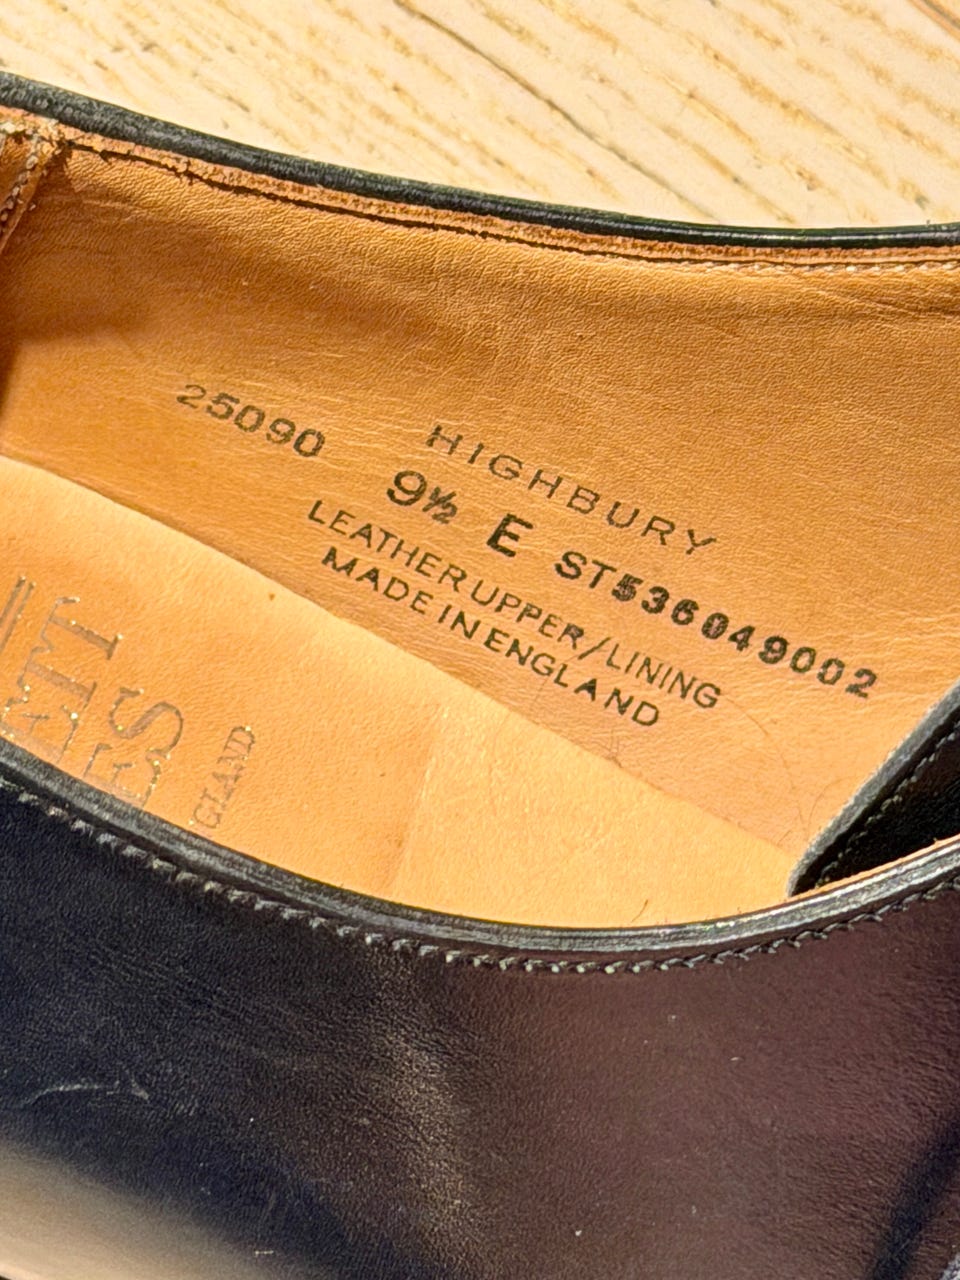 HIGHBURY
25090 9½ E ST536049002
LEATHER UPPER/LINING
MADE IN ENGLAND